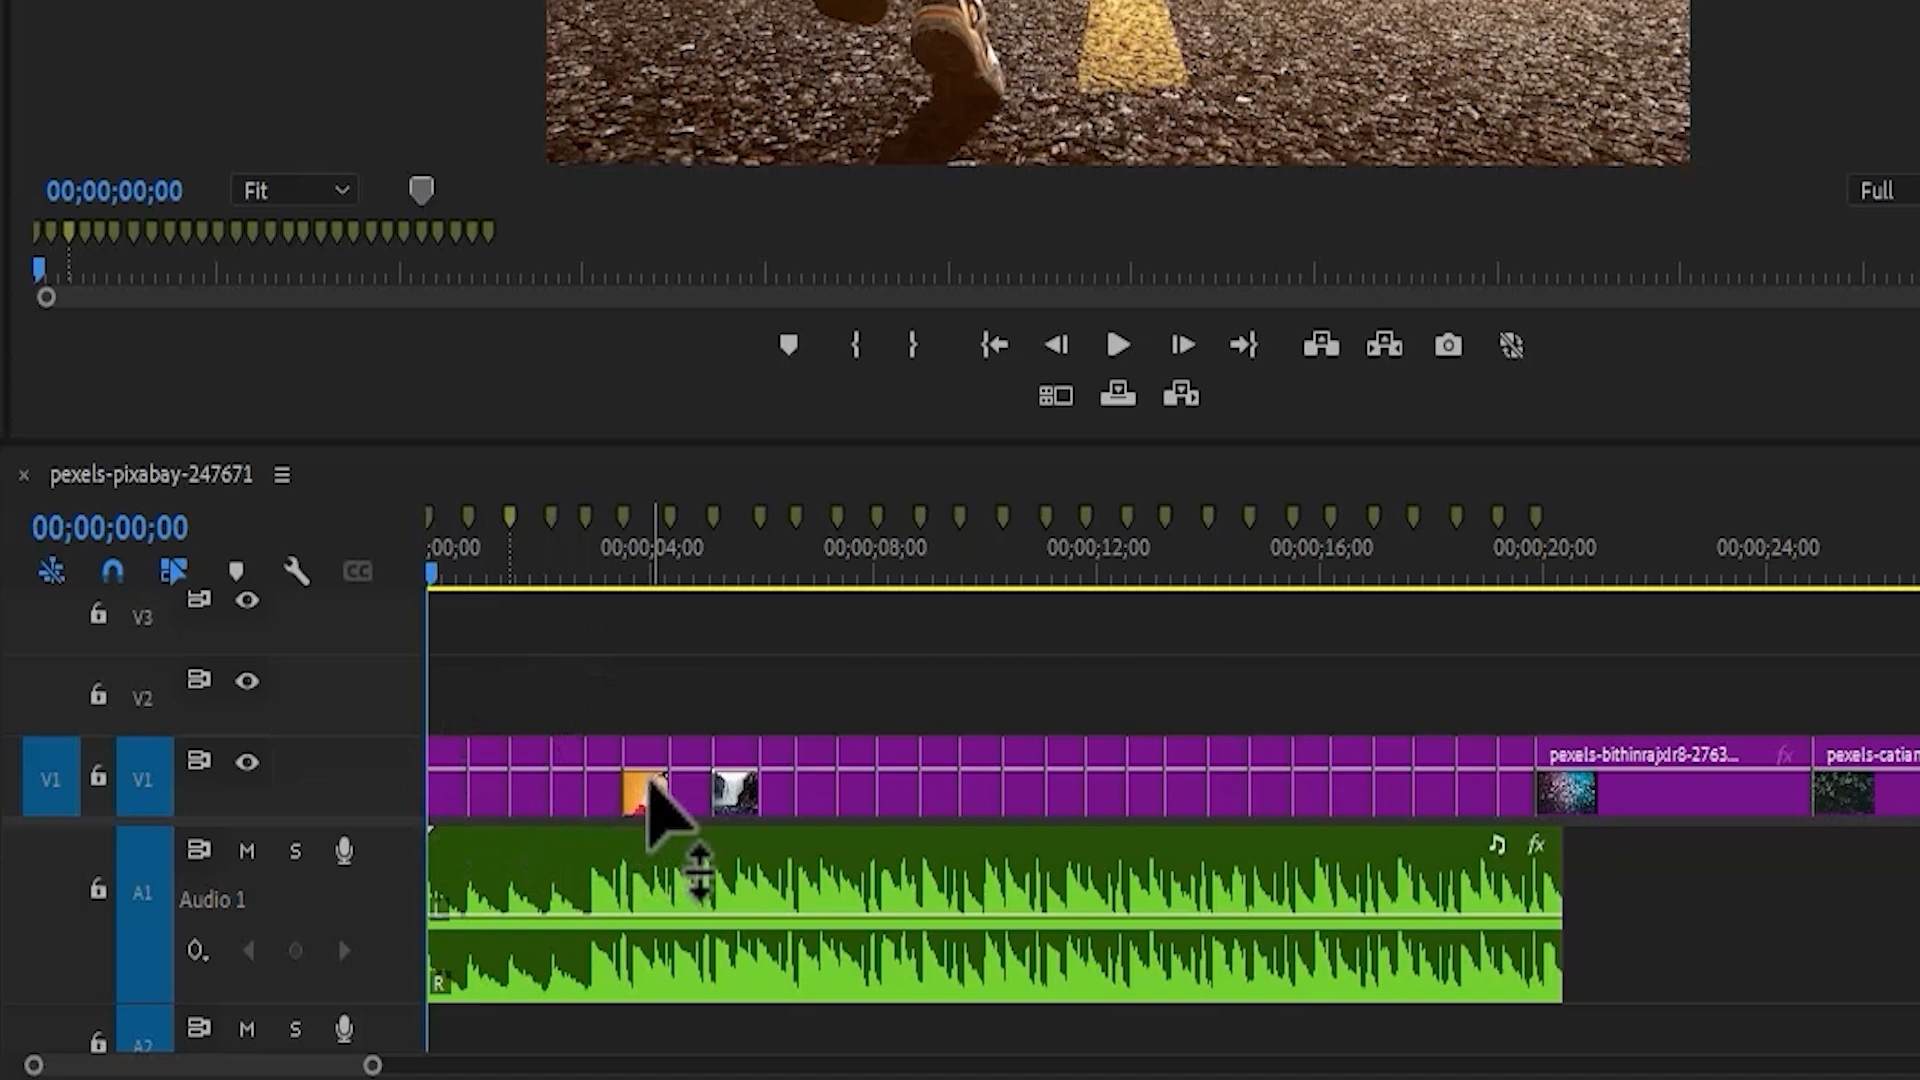 00;00;00;00
Fit
Full
pexels-pixabay-247671
00;00;00;00
;00;00
00;00;04;00
00;00;08;00
00;00;12;00
00;00;16;00
00;00;20;00
00;00;24;00
CC
V3
V2
V1
V1
pexels-bithinrajxlr8-2763...
fx
pexels-catian
M
S
fx
A1
Audio 1
L
R
M
S
A2